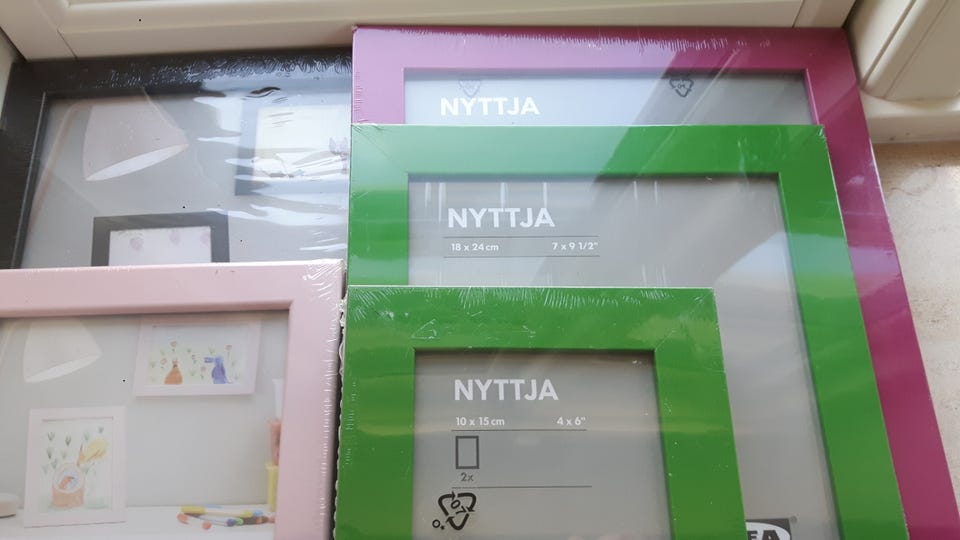 NYTTJA
NYTTJA
18 x 24 cm 7 x 9 1/2"
NYTTJA
10 x 15 cm 4 x 6"
2x